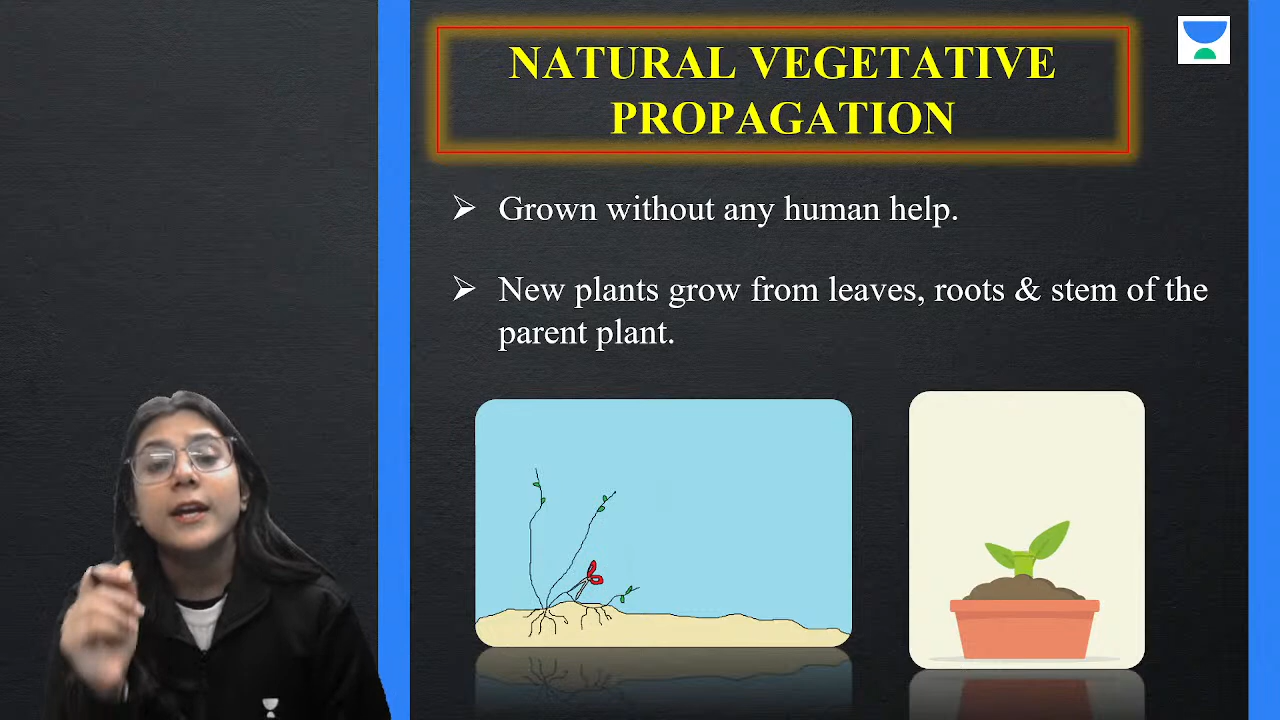 NATURAL VEGETATIVE
PROPAGATION
➢ Grown without any human help.
➢ New plants grow from leaves, roots & stem of the
parent plant.